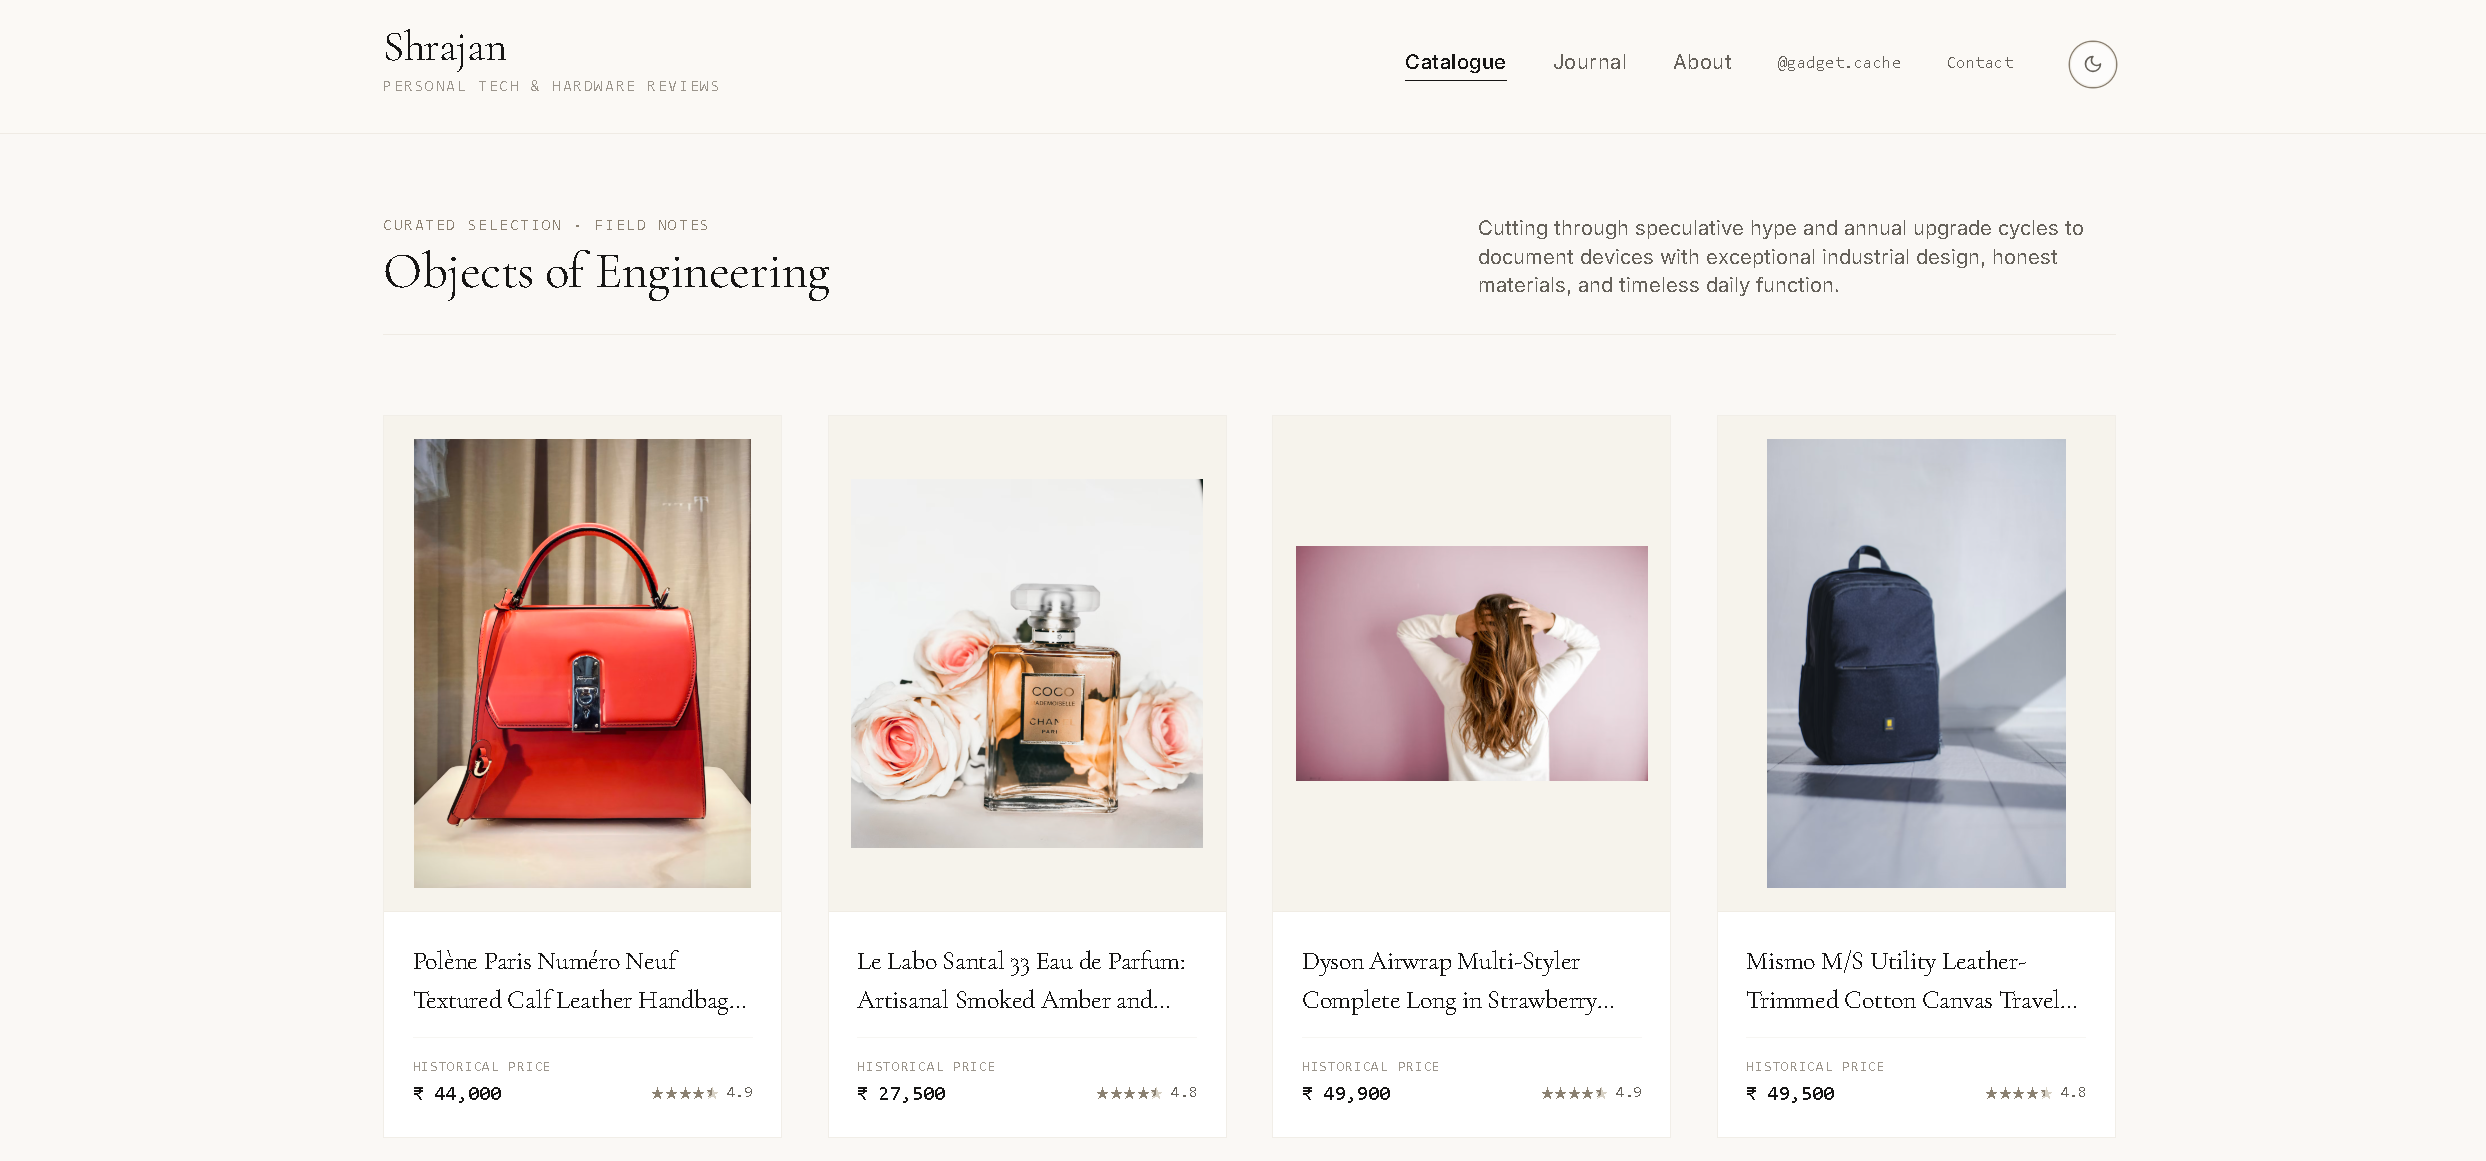 Shrajan
PERSONAL TECH & HARDWARE REVIEWS
Catalogue
Journal
About
@gadget.cache
Contact
CURATED SELECTION · FIELD NOTES
Objects of Engineering
Cutting through speculative hype and annual upgrade cycles to
document devices with exceptional industrial design, honest
materials, and timeless daily function.
COCO
MADEMOISELLE
CHANEL
PARIS
Polène Paris Numéro Neuf
Textured Calf Leather Handbag...
HISTORICAL PRICE
₹ 44,000
4.9
Le Labo Santal 33 Eau de Parfum:
Artisanal Smoked Amber and...
HISTORICAL PRICE
₹ 27,500
4.8
Dyson Airwrap Multi-Styler
Complete Long in Strawberry...
HISTORICAL PRICE
₹ 49,900
4.9
Mismo M/S Utility Leather-
Trimmed Cotton Canvas Travel...
HISTORICAL PRICE
₹ 49,500
4.8